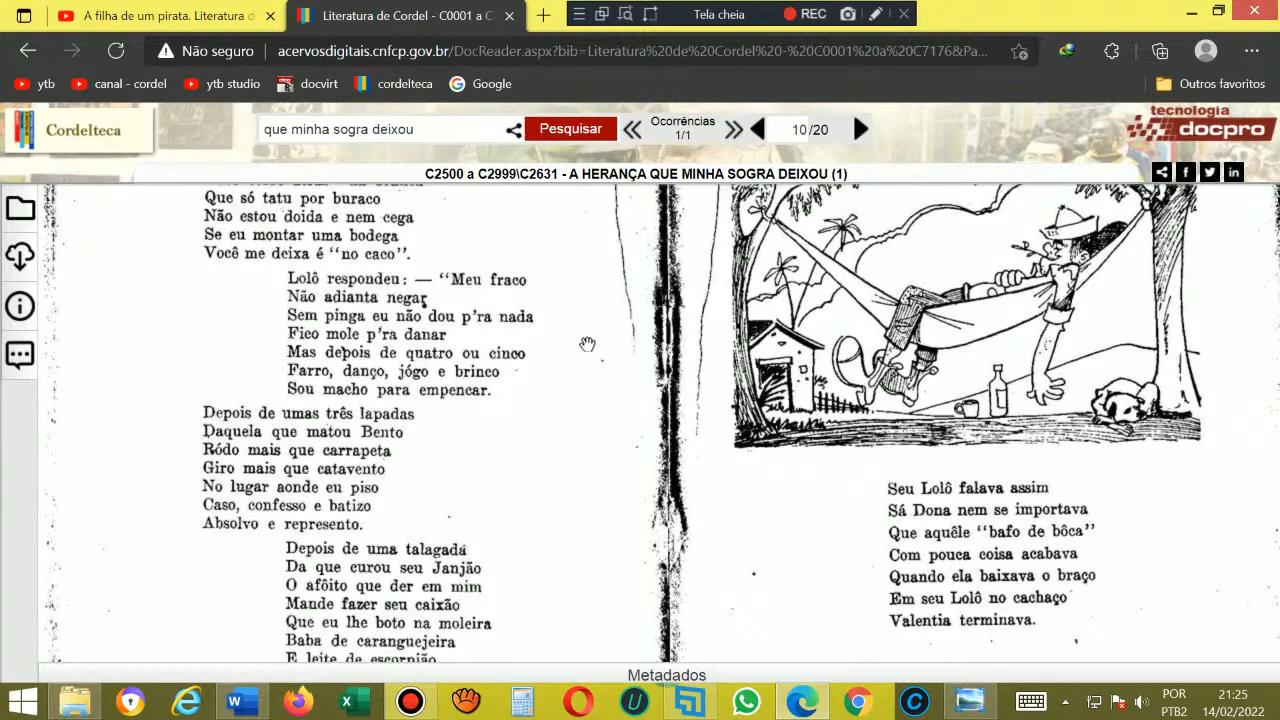 A filha de um pirata. Literatura d
Literatura de Cordel - C0001 a C
Tela cheia
REC
Não seguro
acervosdigitais.cnfcp.gov.br/DocReader.aspx?bib=Literatura%20de%20Cordel%20-%20C0001%20a%20C7176&Pa...
ytb
canal - cordel
ytb studio
docvirt
cordelteca
Google
Outros favoritos
Cordelteca
que minha sogra deixou
Pesquisar
Ocorrências
1/1
10/20
tecnologia
docpro
C2500 a C2999\C2631 - A HERANÇA QUE MINHA SOGRA DEIXOU (1)
Que só tatu por buraco
Não estou doida e nem cega
Se eu montar uma bodega
Você me deixa é "no caco".
Lolô respondeu: — "Meu fraco
Não adianta negar
Sem pinga eu não dou p'ra nada
Fico mole p'ra danar
Mas depois de quatro ou cinco
Farro, danço, jógo e brinco
Sou macho para empencar.
Depois de umas três lapadas
Daquela que matou Bento
Ródo mais que carrapeta
Giro mais que catavento
No lugar aonde eu piso
Caso, confesso e batizo
Absolvo e represento.
Depois de uma talagada
Da que curou seu Janjão
O afôito que der em mim
Mande fazer seu caixão
Que eu lhe boto na moleira
Baba de caranguejeira
E leite de escorpião
Seu Lolô falava assim
Sá Dona nem se importava
Que aquêle "bafo de bôca"
Com pouca coisa acabava
Quando ela baixava o braço
Em seu Lolô no cachaço
Valentia terminava.
Metadados
POR
PTB2
21:25
14/02/2022